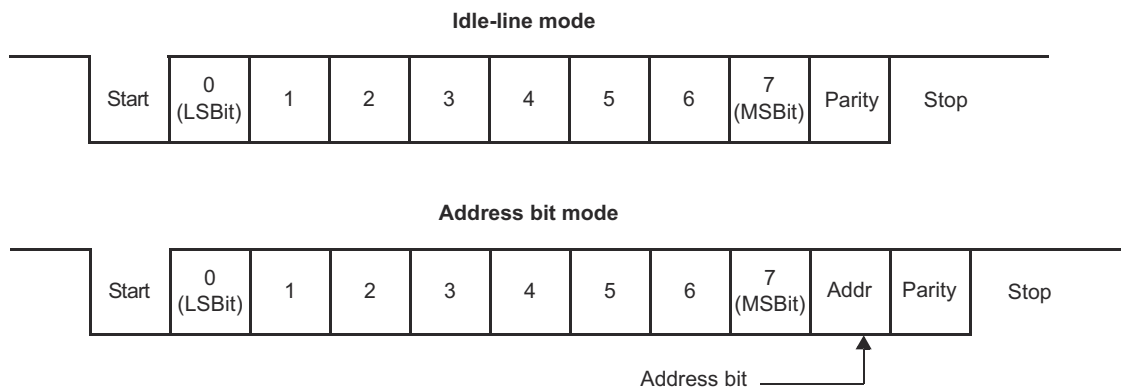 Idle-line mode
Start 0 (LSBit) 1 2 3 4 5 6 7 (MSBit) Parity Stop
Address bit mode
Start 0 (LSBit) 1 2 3 4 5 6 7 (MSBit) Addr Parity Stop
Address bit